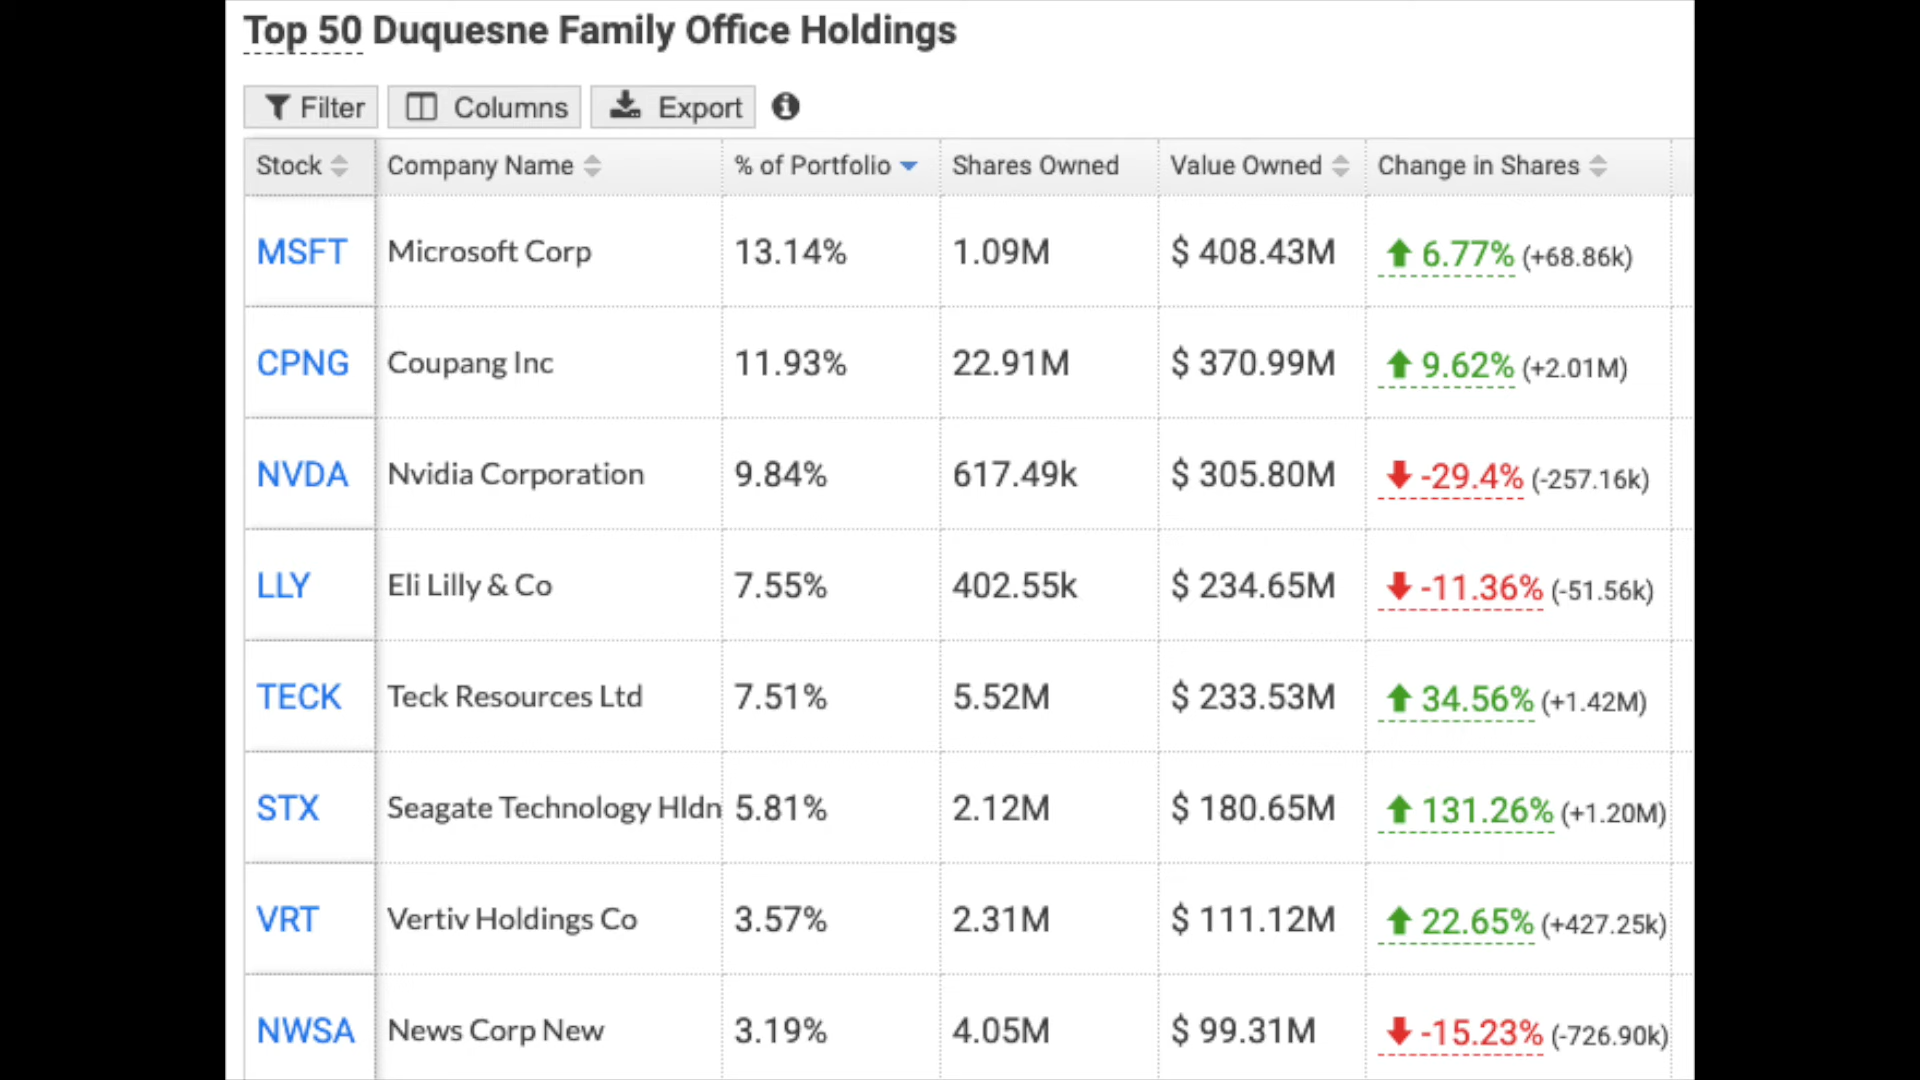 Top 50 Duquesne Family Office Holdings
Filter Columns Export
Stock Company Name % of Portfolio Shares Owned Value Owned Change in Shares
MSFT Microsoft Corp 13.14% 1.09M $ 408.43M 6.77% (+68.86k)
CPNG Coupang Inc 11.93% 22.91M $ 370.99M 9.62% (+2.01M)
NVDA Nvidia Corporation 9.84% 617.49k $ 305.80M -29.4% (-257.16k)
LLY Eli Lilly & Co 7.55% 402.55k $ 234.65M -11.36% (-51.56k)
TECK Teck Resources Ltd 7.51% 5.52M $ 233.53M 34.56% (+1.42M)
STX Seagate Technology Hldn 5.81% 2.12M $ 180.65M 131.26% (+1.20M)
VRT Vertiv Holdings Co 3.57% 2.31M $ 111.12M 22.65% (+427.25k)
NWSA News Corp New 3.19% 4.05M $ 99.31M -15.23% (-726.90k)